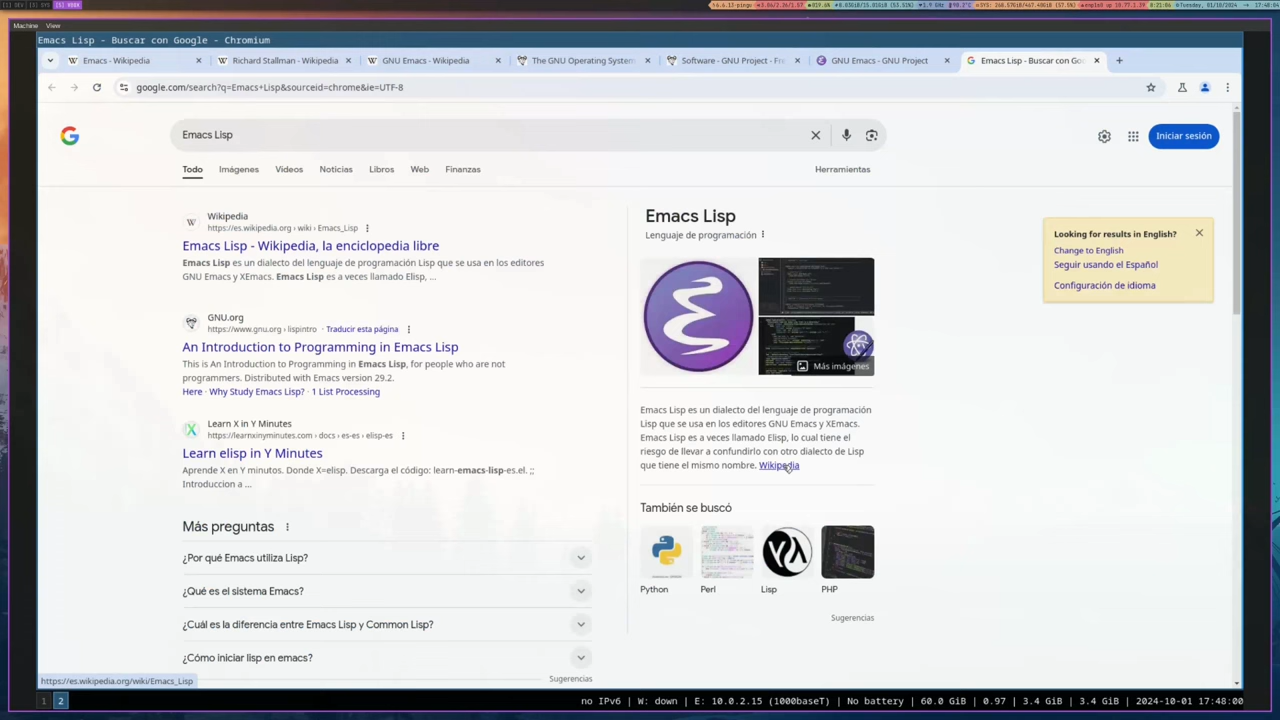 [1] DEV [3] SYS [5] VBOX
Machine View
Emacs Lisp - Buscar con Google - Chromium
Emacs - Wikipedia
Richard Stallman - Wikipedia
GNU Emacs - Wikipedia
The GNU Operating System
Software - GNU Project - Fre
GNU Emacs - GNU Project
Emacs Lisp - Buscar con Goo
google.com/search?q=Emacs+Lisp&sourceid=chrome&ie=UTF-8
Emacs Lisp
Iniciar sesión
Todo Imágenes Videos Noticias Libros Web Finanzas Herramientas
Wikipedia
https://es.wikipedia.org › wiki › Emacs_Lisp
Emacs Lisp - Wikipedia, la enciclopedia libre
Emacs Lisp es un dialecto del lenguaje de programación Lisp que se usa en los editores
GNU Emacs y XEmacs. Emacs Lisp es a veces llamado Elisp, ...
GNU.org
https://www.gnu.org › lispintro · Traducir esta página
An Introduction to Programming in Emacs Lisp
This is An Introduction to Programming in Emacs Lisp, for people who are not
programmers. Distributed with Emacs version 29.2.
Here · Why Study Emacs Lisp? · 1 List Processing
Learn X in Y Minutes
https://learnxinyminutes.com › docs › es-es › elisp-es
Learn elisp in Y Minutes
Aprende X en Y minutos. Donde X=elisp. Descarga el código: learn-emacs-lisp-es.el. ;;
Introduccion a ...
Más preguntas
¿Por qué Emacs utiliza Lisp?
¿Qué es el sistema Emacs?
¿Cuál es la diferencia entre Emacs Lisp y Common Lisp?
¿Cómo iniciar lisp en emacs?
Sugerencias
Emacs Lisp
Lenguaje de programación
Más imágenes
Emacs Lisp es un dialecto del lenguaje de programación
Lisp que se usa en los editores GNU Emacs y XEmacs.
Emacs Lisp es a veces llamado Elisp, lo cual tiene el
riesgo de llevar a confundirlo con otro dialecto de Lisp
que tiene el mismo nombre. Wikipedia
También se buscó
Python Perl Lisp PHP
Sugerencias
Looking for results in English?
Change to English
Seguir usando el Español
Configuración de idioma
https://es.wikipedia.org/wiki/Emacs_Lisp
1 2
no IPv6 | W: down | E: 10.0.2.15 (1000baseT) | No battery | 60.0 GiB | 0.97 | 3.4 GiB | 3.4 GiB | 2024-10-01 17:48:00